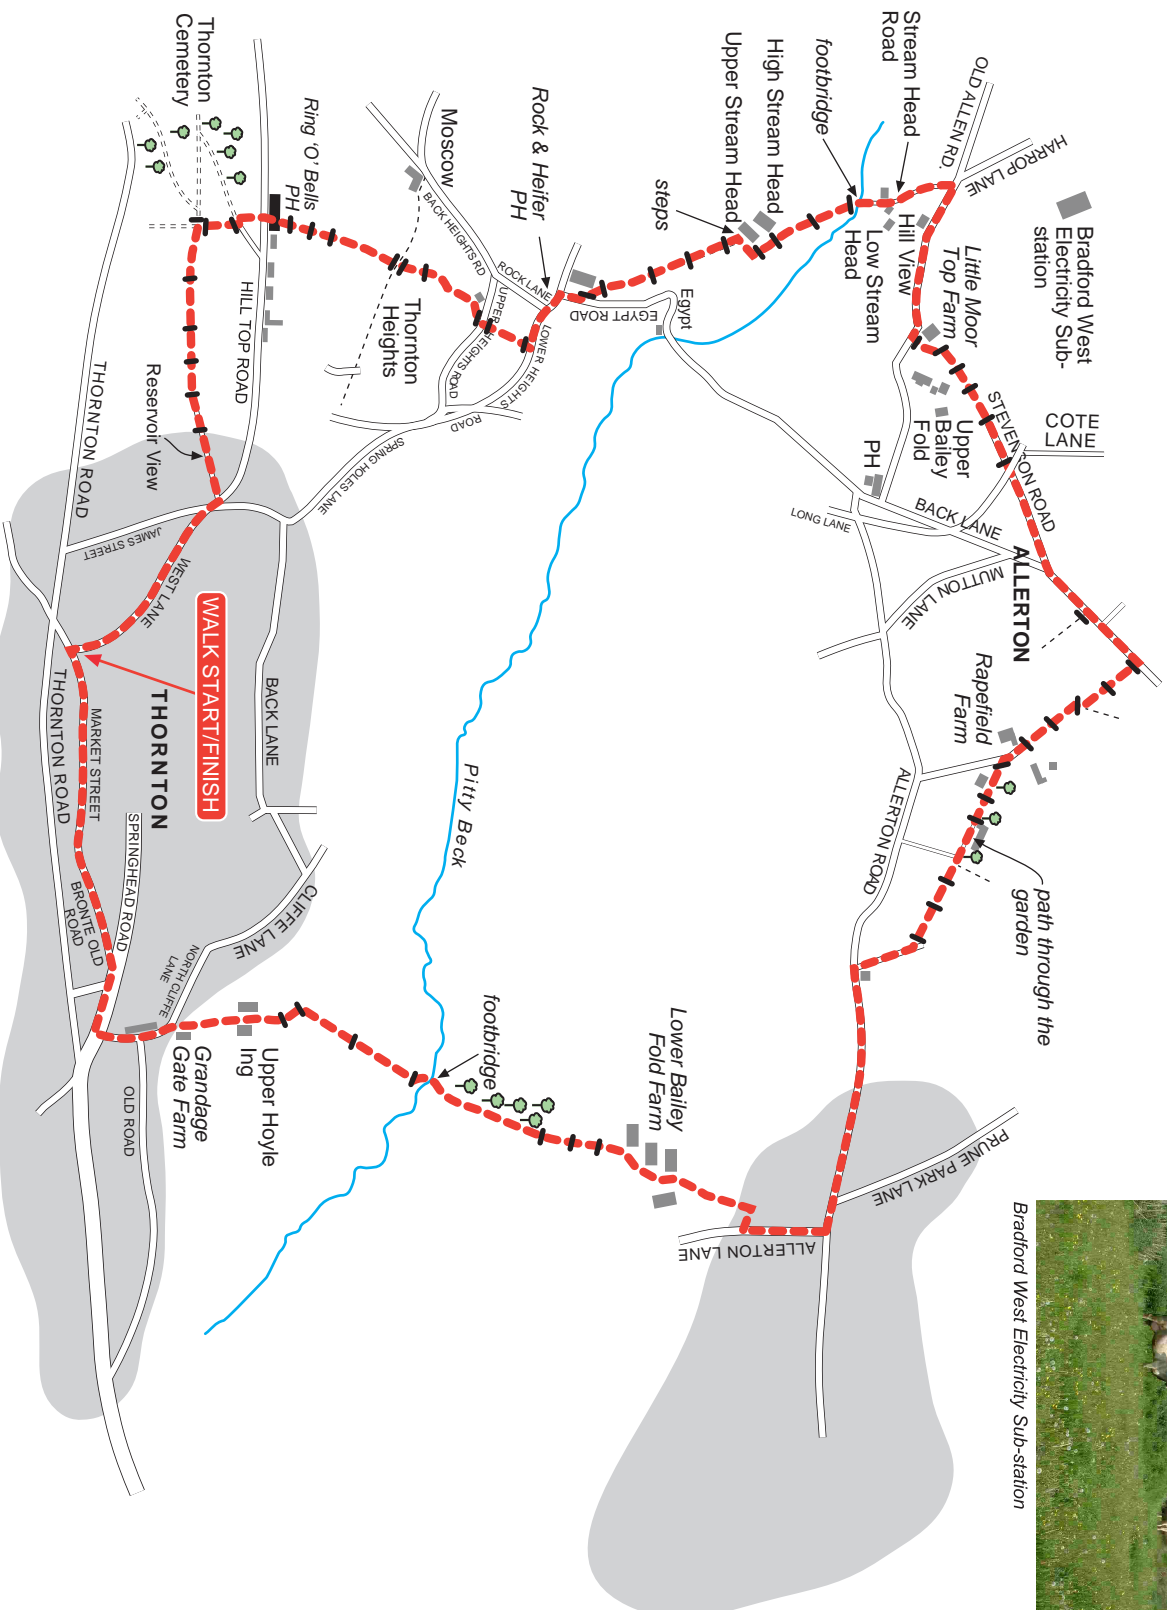 Bradford West
Electricity Sub-
station
HARROP LANE
OLD ALLEN RD.
Stream Head
Road
footbridge
High Stream Head
Upper Stream Head
steps
Hill View
Low Stream
Head
Little Moor
Top Farm
Upper
Bailey
Fold
STEVENSON ROAD
COTE
LANE
PH
BACK LANE
LONG LANE
MUTTON LANE
ALLERTON
Rapefield
Farm
path through the
garden
ALLERTON ROAD
PRUNE PARK LANE
ALLERTON LANE
Lower Bailey
Fold Farm
footbridge
Pitty Beck
Egypt
EGYPT ROAD
Rock & Heifer
PH
ROCK LANE
LOWER HEIGHTS
ROAD
UPPER
HEIGHTS ROAD
BACK HEIGHTS RD
Moscow
Thornton
Heights
SPRING HOLES LANE
Ring 'O' Bells
PH
HILL TOP ROAD
Thornton
Cemetery
THORNTON ROAD
Reservoir View
JAMES STREET
WEST LANE
WALK START/FINISH
BACK LANE
THORNTON
MARKET STREET
THORNTON ROAD
SPRINGHEAD ROAD
BRONTE OLD
ROAD
CLIFFE LANE
NORTH CLIFFE
LANE
Upper Hoyle
Ing
Grandage
Gate Farm
OLD ROAD
Bradford West Electricity Sub-station